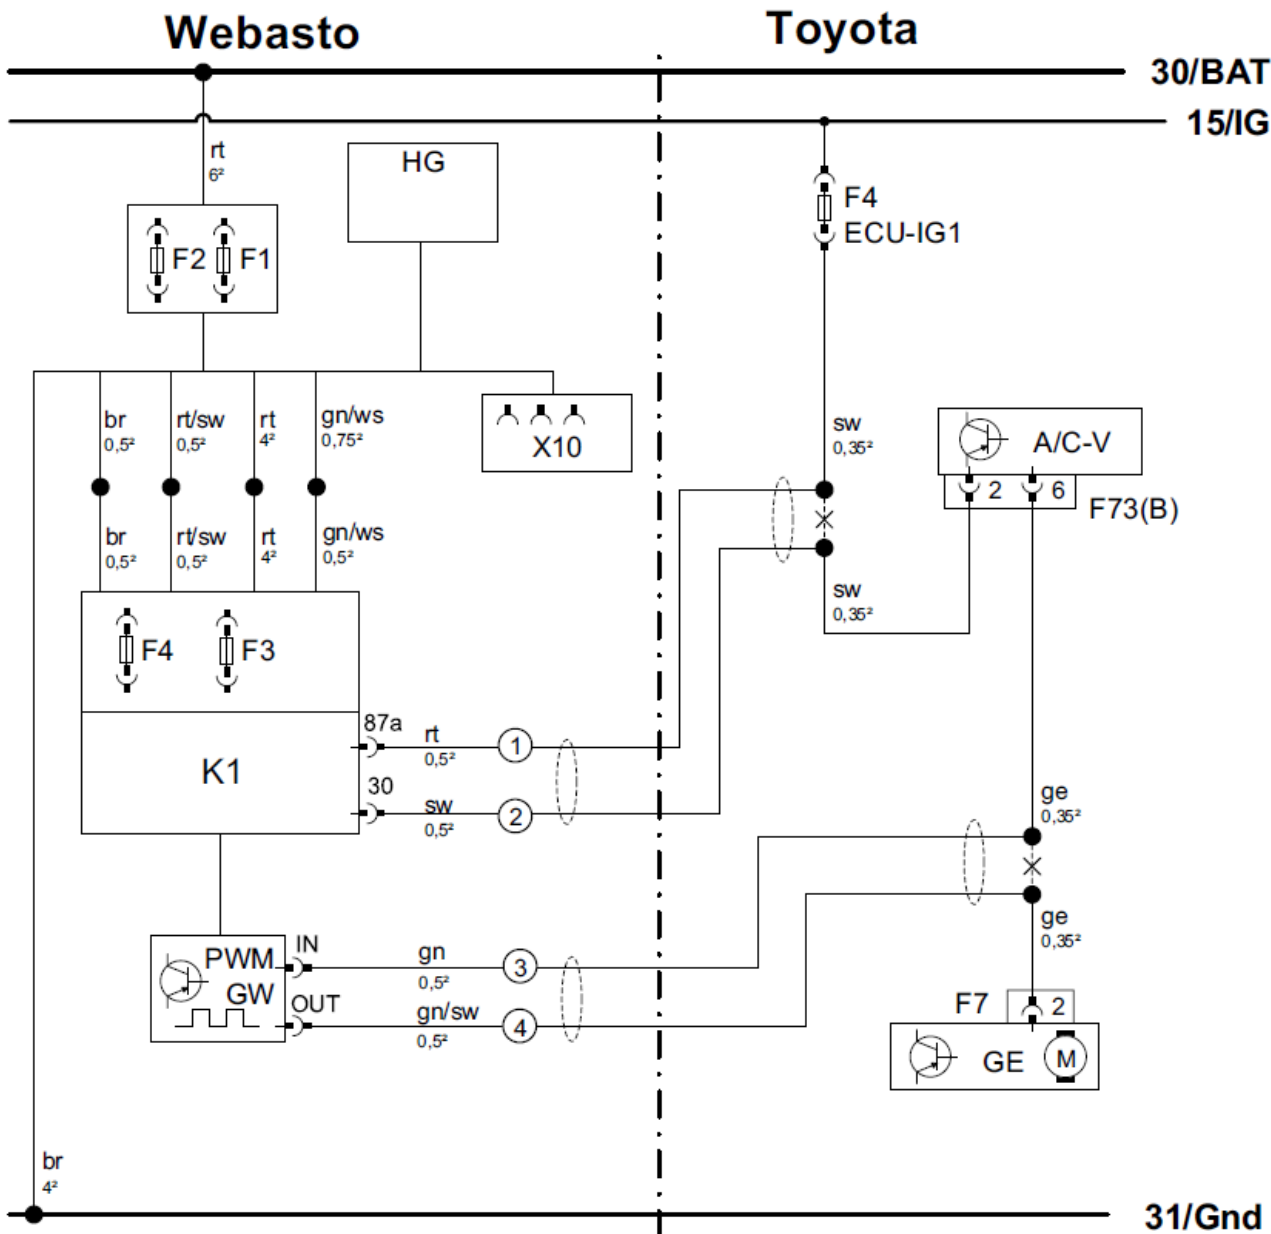 Webasto
Toyota
30/BAT
15/IG
rt
6²
HG
F4
ECU-IG1
F2
F1
br
0,5²
rt/sw
0,5²
rt
4²
gn/ws
0,75²
X10
sw
0,35²
A/C-V
2
6
F73(B)
br
0,5²
rt/sw
0,5²
rt
4²
gn/ws
0,5²
sw
0,35²
F4
F3
87a
rt
0,5²
1
K1
30
sw
0,5²
2
ge
0,35²
ge
0,35²
PWM
GW
IN
gn
0,5²
3
OUT
gn/sw
0,5²
4
F7
2
GE
M
br
4²
31/Gnd